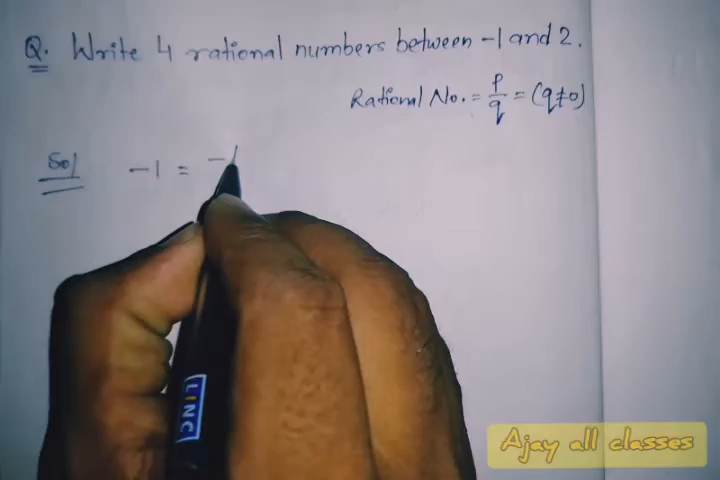 Q. Write 4 rational numbers between -1 and 2.
Rational No. = p/q = (q≠0)
Sol -1 = -1
LINC
Ajay all classes